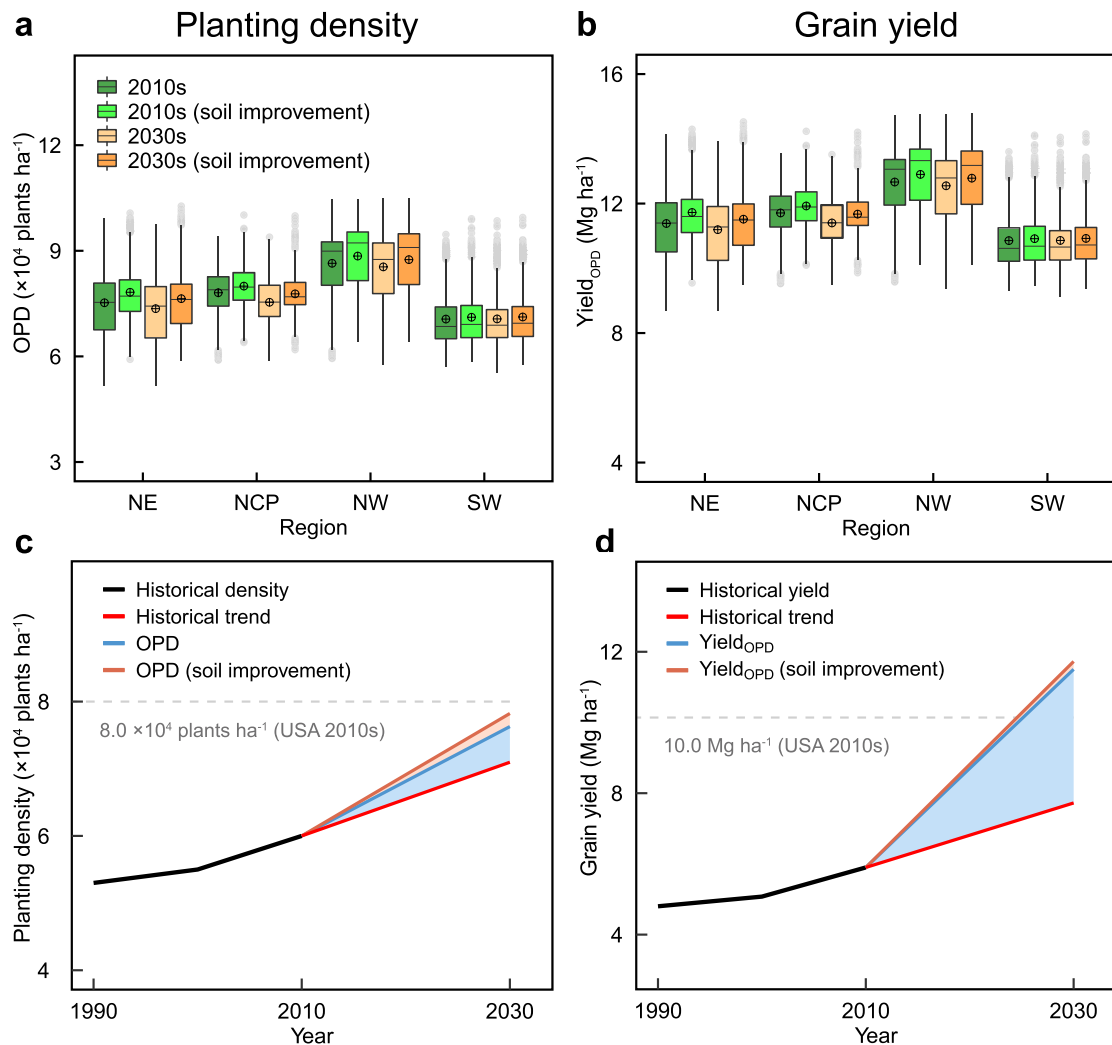 a
Planting density
OPD (×10⁴ plants ha⁻¹)
12
9
6
3
2010s
2010s (soil improvement)
2030s
2030s (soil improvement)
NE NCP NW SW
Region
b
Grain yield
Yield_OPD (Mg ha⁻¹)
16
12
8
4
NE NCP NW SW
Region
c
Planting density (×10⁴ plants ha⁻¹)
8
6
4
Historical density
Historical trend
OPD
OPD (soil improvement)
8.0 ×10⁴ plants ha⁻¹ (USA 2010s)
1990 2010 2030
Year
d
Grain yield (Mg ha⁻¹)
12
8
4
Historical yield
Historical trend
Yield_OPD
Yield_OPD (soil improvement)
10.0 Mg ha⁻¹ (USA 2010s)
1990 2010 2030
Year